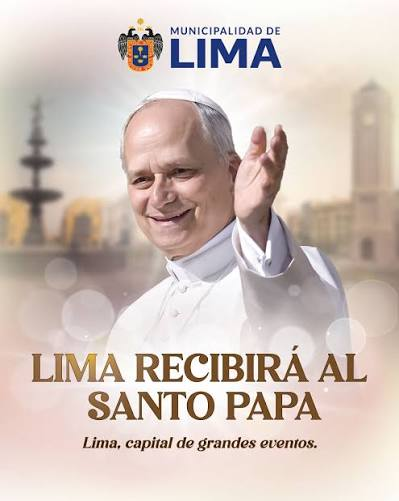 MUNICIPALIDAD DE
LIMA
LIMA RECIBIRÁ AL
SANTO PAPA
Lima, capital de grandes eventos.